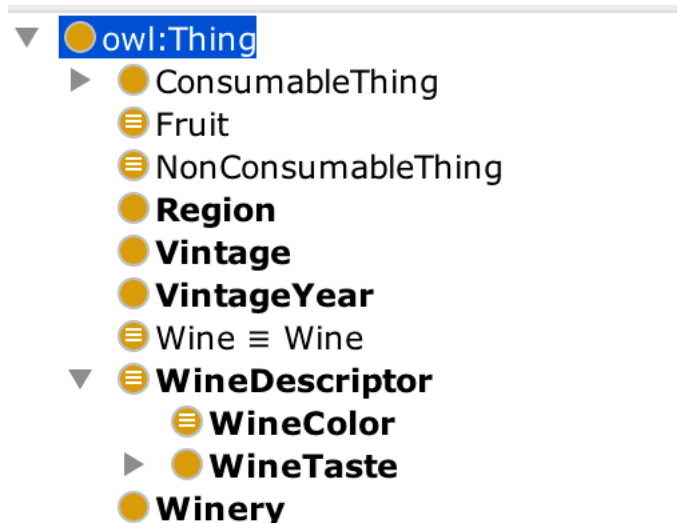 owl:Thing
ConsumableThing
Fruit
NonConsumableThing
Region
Vintage
VintageYear
Wine ≡ Wine
WineDescriptor
WineColor
WineTaste
Winery